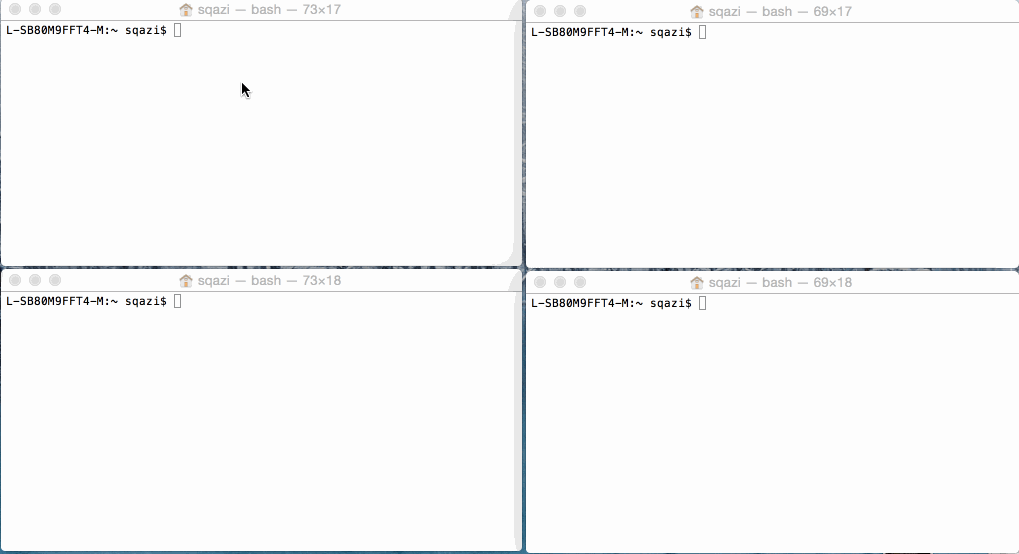 sqazi — bash — 73×17
L-SB80M9FFT4-M:~ sqazi$
sqazi — bash — 69×17
L-SB80M9FFT4-M:~ sqazi$
sqazi — bash — 73×18
L-SB80M9FFT4-M:~ sqazi$
sqazi — bash — 69×18
L-SB80M9FFT4-M:~ sqazi$